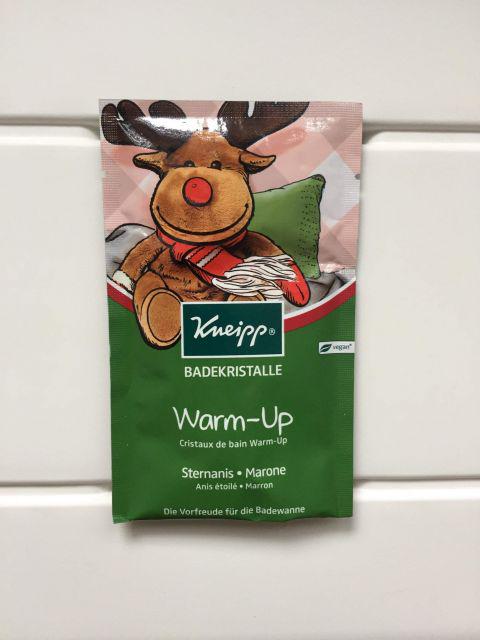 Kneipp®
BADEKRISTALLE
vegan*
Warm-Up
Cristaux de bain Warm-Up
Sternanis • Marone
Anis étoilé • Marron
Die Vorfreude für die Badewanne